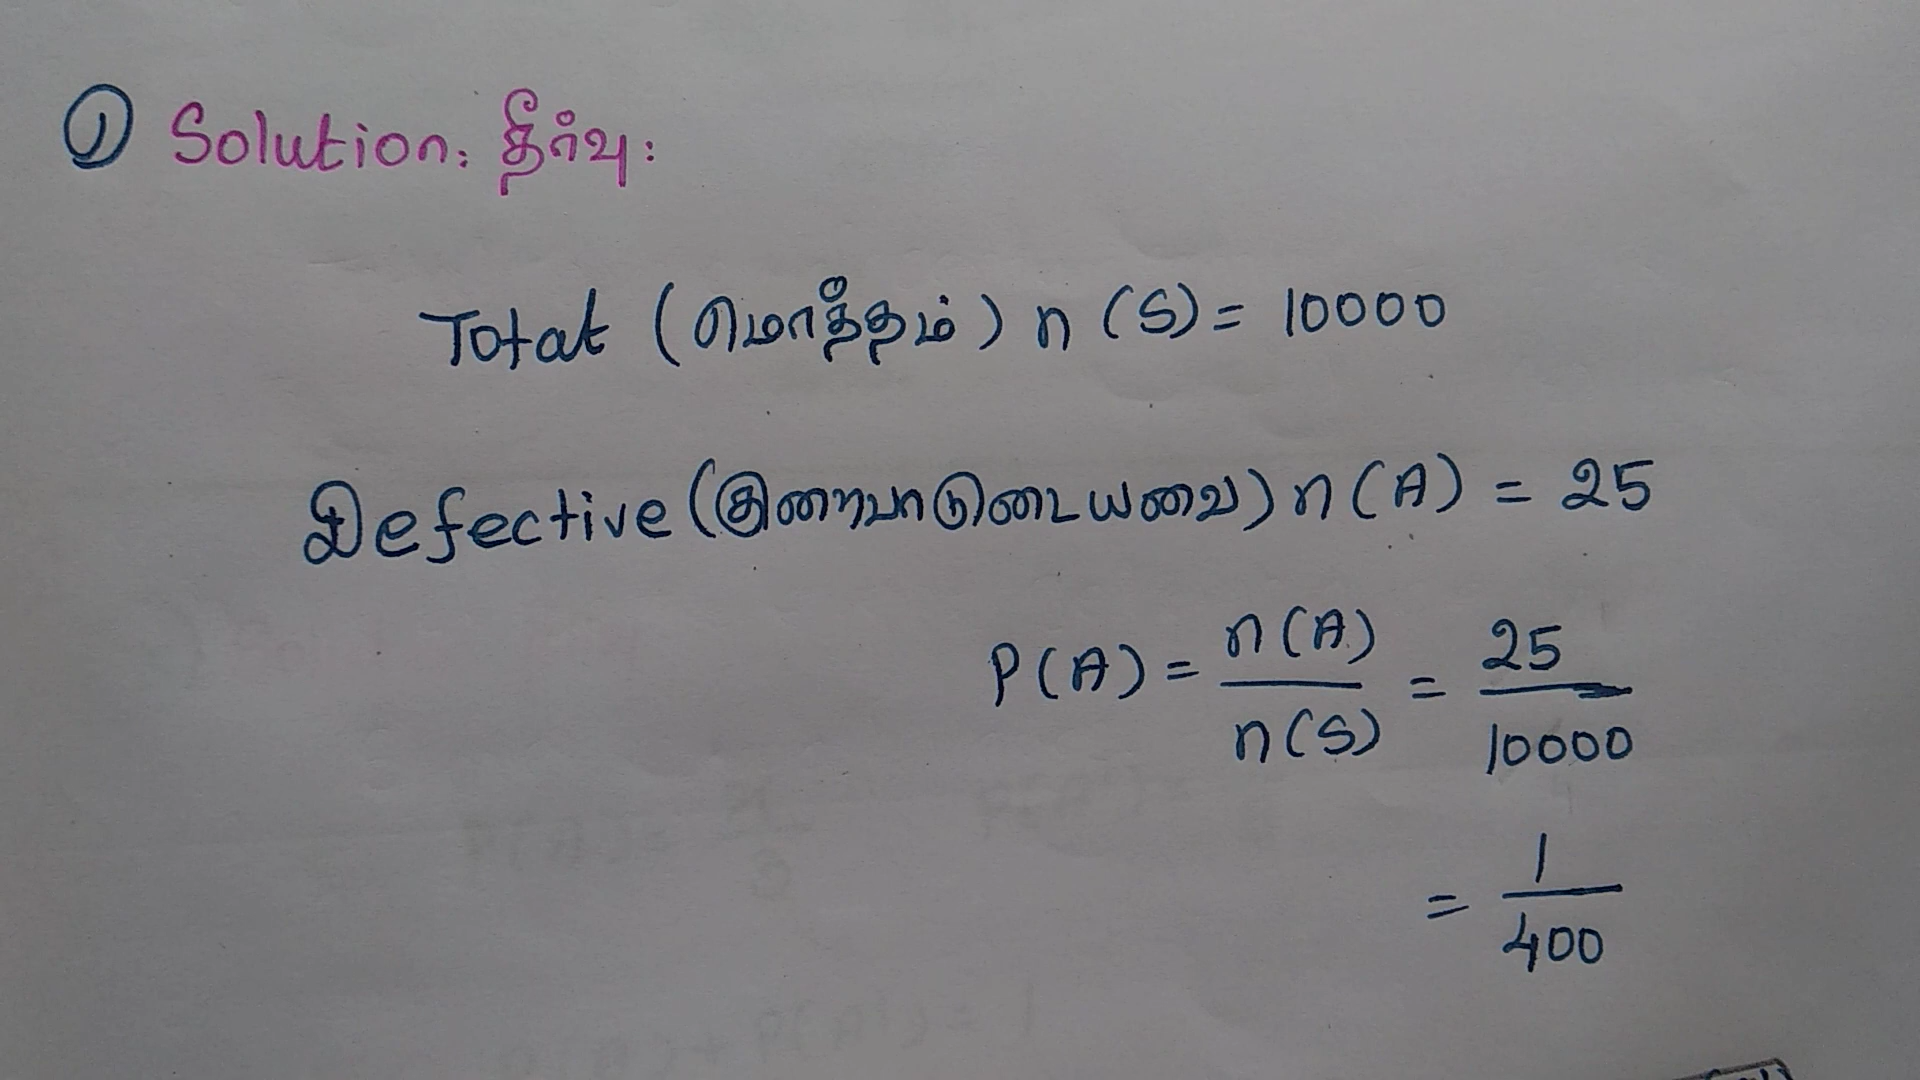 ① Solution: தீர்வு:
Total (மொத்தம்) n (S) = 10000
Defective (குறைபாடுடையவை) n (A) = 25
P(A) = n(A)/n(S) = 25/10000
= 1/400